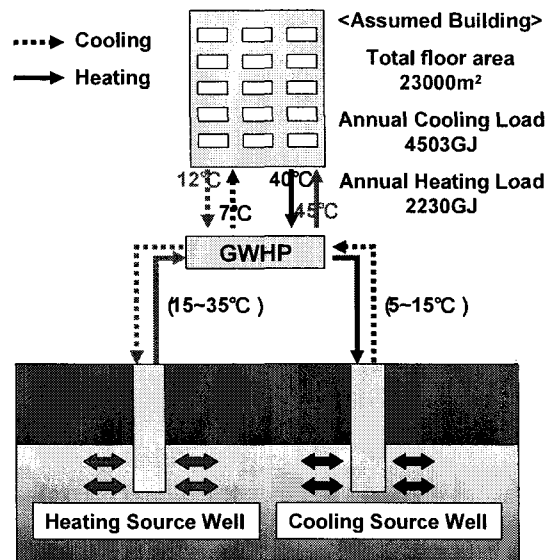 Cooling
Heating
<Assumed Building>
Total floor area
23000m²
Annual Cooling Load
4503GJ
Annual Heating Load
2230GJ
12℃
7℃
40℃
45℃
GWHP
(15~35℃ )
(5~15℃ )
Heating Source Well
Cooling Source Well